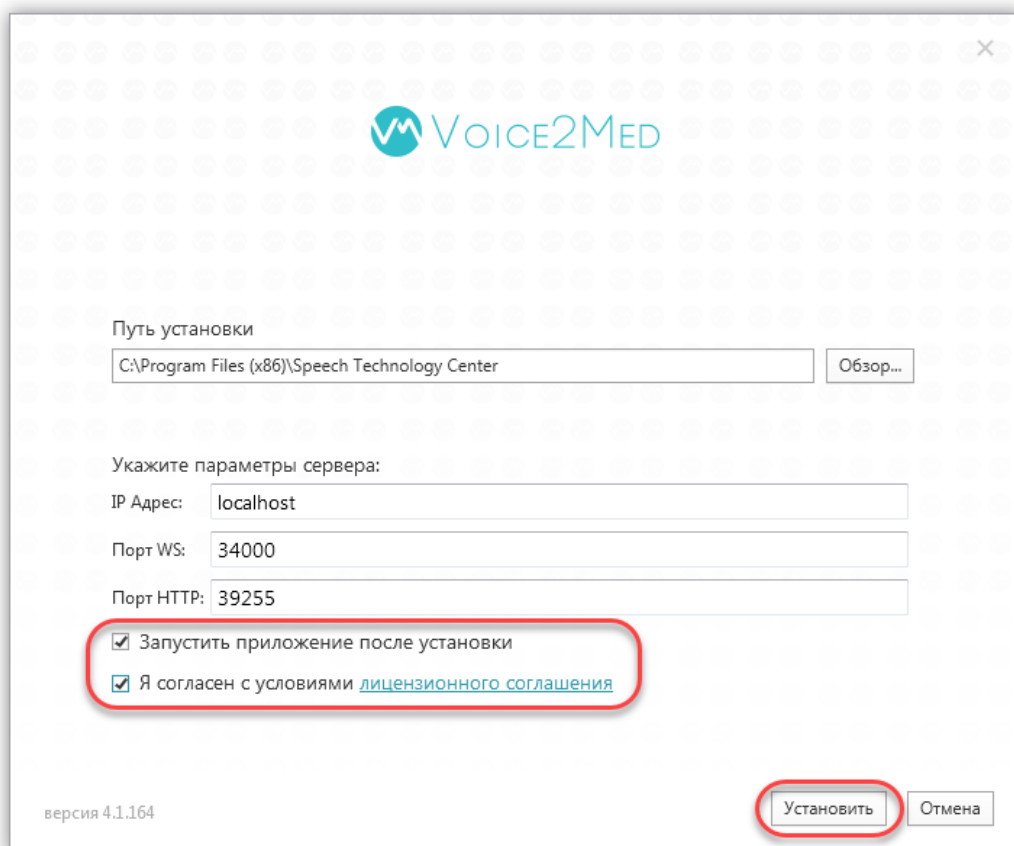 VOICE2MED
Путь установки
C:\Program Files (x86)\Speech Technology Center
Обзор...
Укажите параметры сервера:
IP Адрес: localhost
Порт WS: 34000
Порт HTTP: 39255
Запустить приложение после установки
Я согласен с условиями лицензионного соглашения
версия 4.1.164
Установить
Отмена